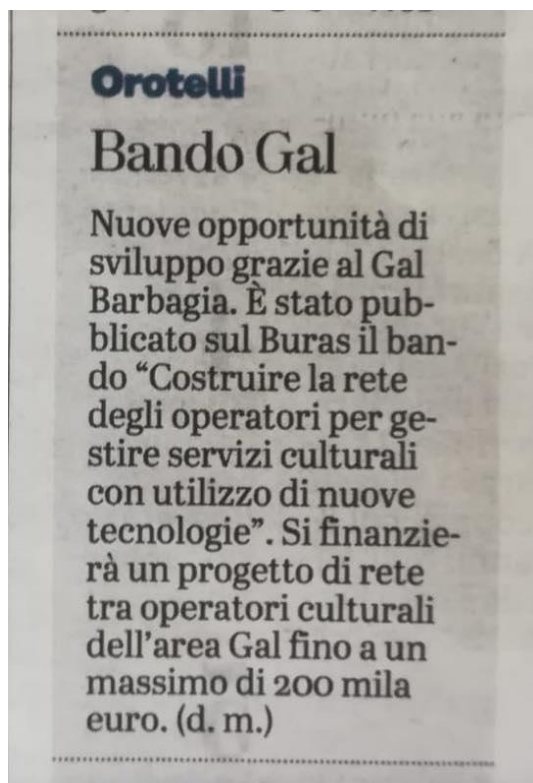 Orotelli
Bando Gal
Nuove opportunità di
sviluppo grazie al Gal
Barbagia. È stato pub-
blicato sul Buras il ban-
do “Costruire la rete
degli operatori per ge-
stire servizi culturali
con utilizzo di nuove
tecnologie”. Si finanzie-
rà un progetto di rete
tra operatori culturali
dell’area Gal fino a un
massimo di 200 mila
euro. (d. m.)